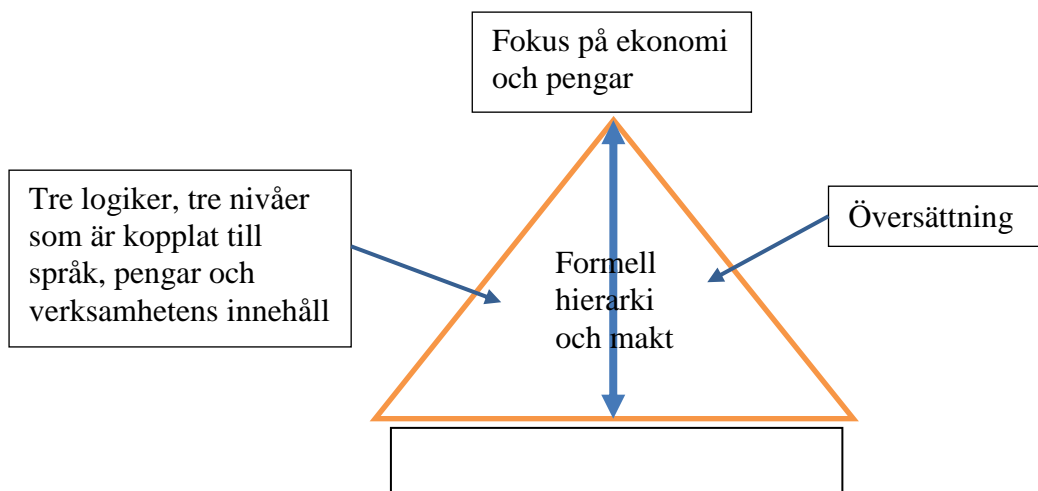 Fokus på ekonomi
och pengar
Tre logiker, tre nivåer
som är kopplat till
språk, pengar och
verksamhetens innehåll
Översättning
Formell
hierarki
och makt